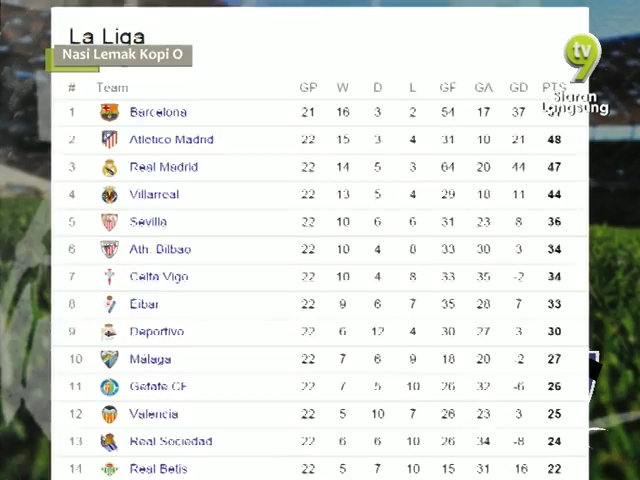 La Liga
Nasi Lemak Kopi O
tv9
Siaran
Langsung
# Team GP W D L GF GA GD PTS
1 Barcelona 21 16 3 2 54 17 37
2 Atletico Madrid 22 15 3 4 31 10 21 48
3 Real Madrid 22 14 5 3 64 20 44 47
4 Villarreal 22 13 5 4 29 18 11 44
5 Sevilla 22 10 6 6 31 23 8 36
6 Ath. Bilbao 22 10 4 8 33 30 3 34
7 Celta Vigo 22 10 4 8 33 35 -2 34
8 Eibar 22 9 6 7 35 28 7 33
9 Deportivo 22 6 12 4 30 27 3 30
10 Malaga 22 7 6 9 18 20 -2 27
11 Getafe CF 22 7 5 10 26 32 -6 26
12 Valencia 22 5 10 7 26 23 3 25
13 Real Sociedad 22 6 6 10 26 34 -8 24
14 Real Betis 22 5 7 10 15 31 16 22